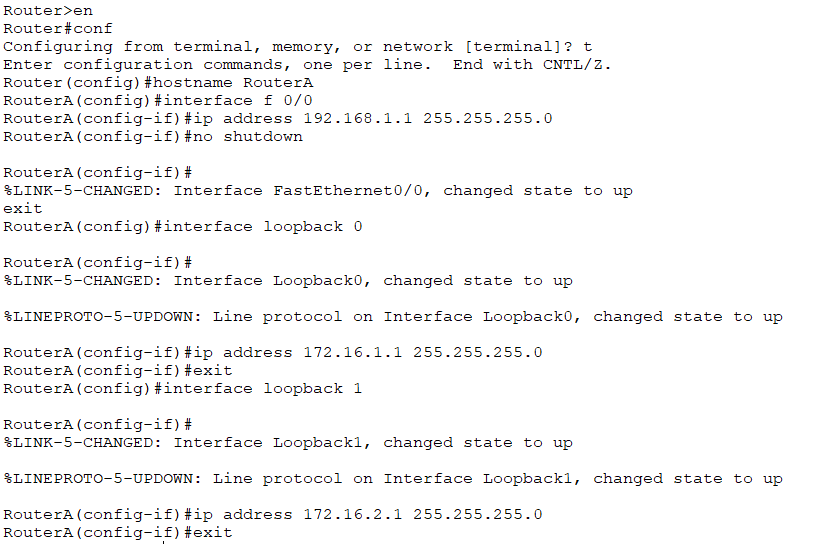 Router>en
Router#conf
Configuring from terminal, memory, or network [terminal]? t
Enter configuration commands, one per line.  End with CNTL/Z.
Router(config)#hostname RouterA
RouterA(config)#interface f 0/0
RouterA(config-if)#ip address 192.168.1.1 255.255.255.0
RouterA(config-if)#no shutdown

RouterA(config-if)#
%LINK-5-CHANGED: Interface FastEthernet0/0, changed state to up
exit
RouterA(config)#interface loopback 0

RouterA(config-if)#
%LINK-5-CHANGED: Interface Loopback0, changed state to up

%LINEPROTO-5-UPDOWN: Line protocol on Interface Loopback0, changed state to up

RouterA(config-if)#ip address 172.16.1.1 255.255.255.0
RouterA(config-if)#exit
RouterA(config)#interface loopback 1

RouterA(config-if)#
%LINK-5-CHANGED: Interface Loopback1, changed state to up

%LINEPROTO-5-UPDOWN: Line protocol on Interface Loopback1, changed state to up

RouterA(config-if)#ip address 172.16.2.1 255.255.255.0
RouterA(config-if)#exit